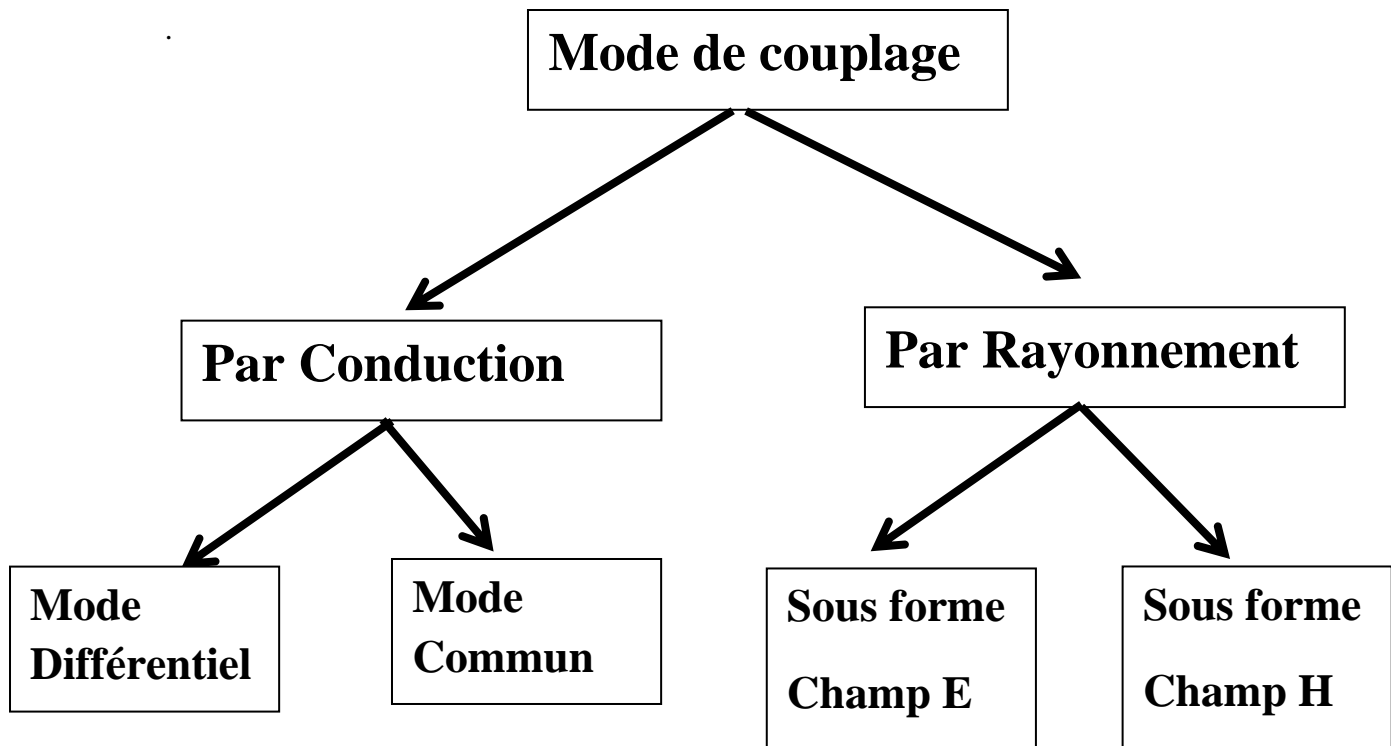 Mode de couplage
Par Conduction
Par Rayonnement
Mode
Différentiel
Mode
Commun
Sous forme
Champ E
Sous forme
Champ H